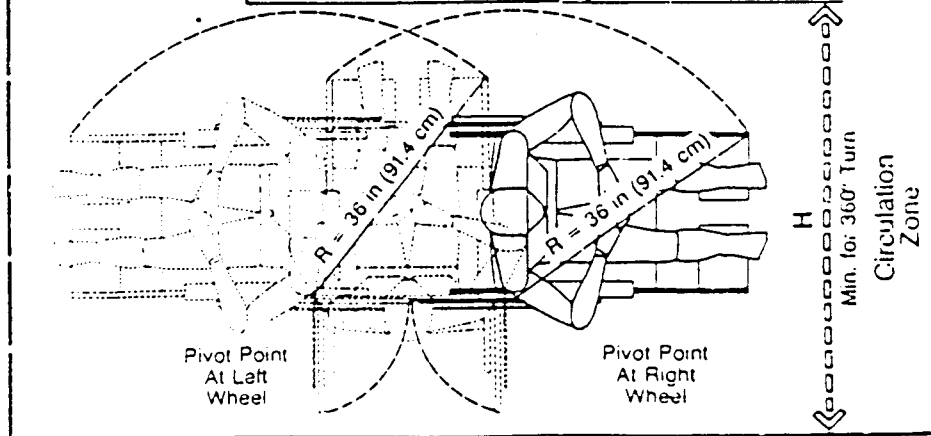 R = 36 in (91.4 cm)
R = 36 in (91.4 cm)
Pivot Point
At Left
Wheel
Pivot Point
At Right
Wheel
H
Min. for 360° Turn
Circulation
Zone